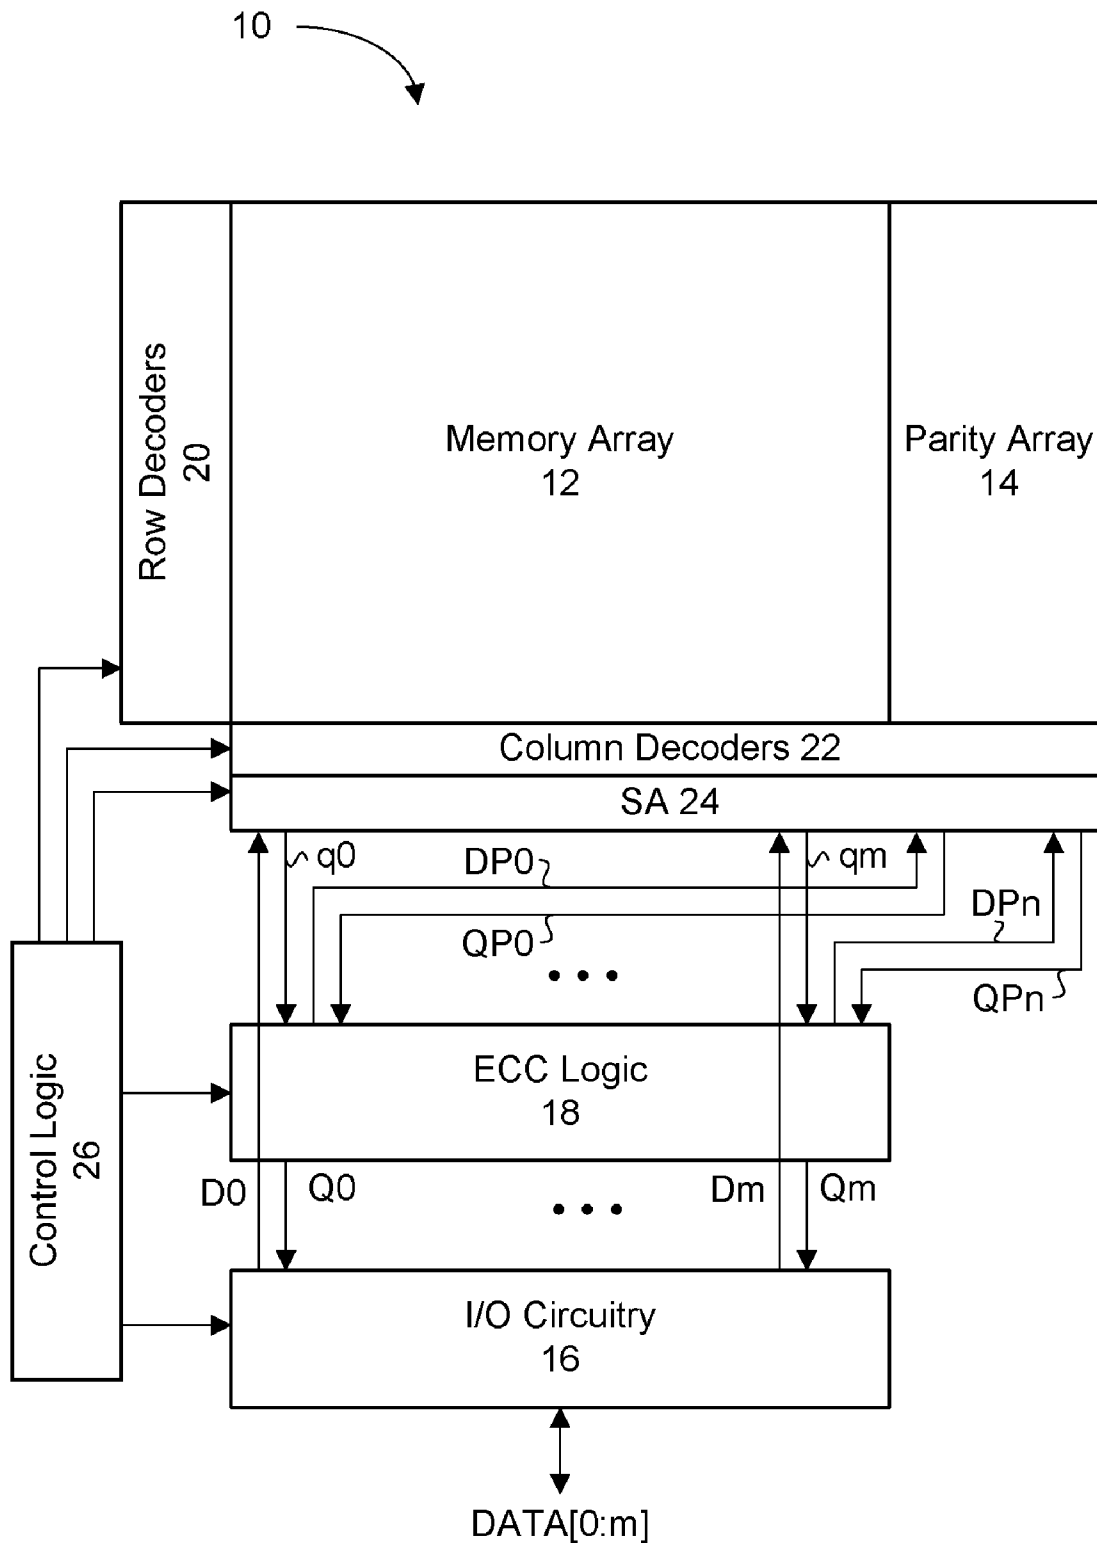 10
Row Decoders
20
Memory Array
12
Parity Array
14
Column Decoders 22
SA 24
q0
DP0
qm
QP0
DPn
QPn
• • •
ECC Logic
18
Control Logic
26
D0
Q0
• • •
Dm
Qm
I/O Circuitry
16
DATA[0:m]